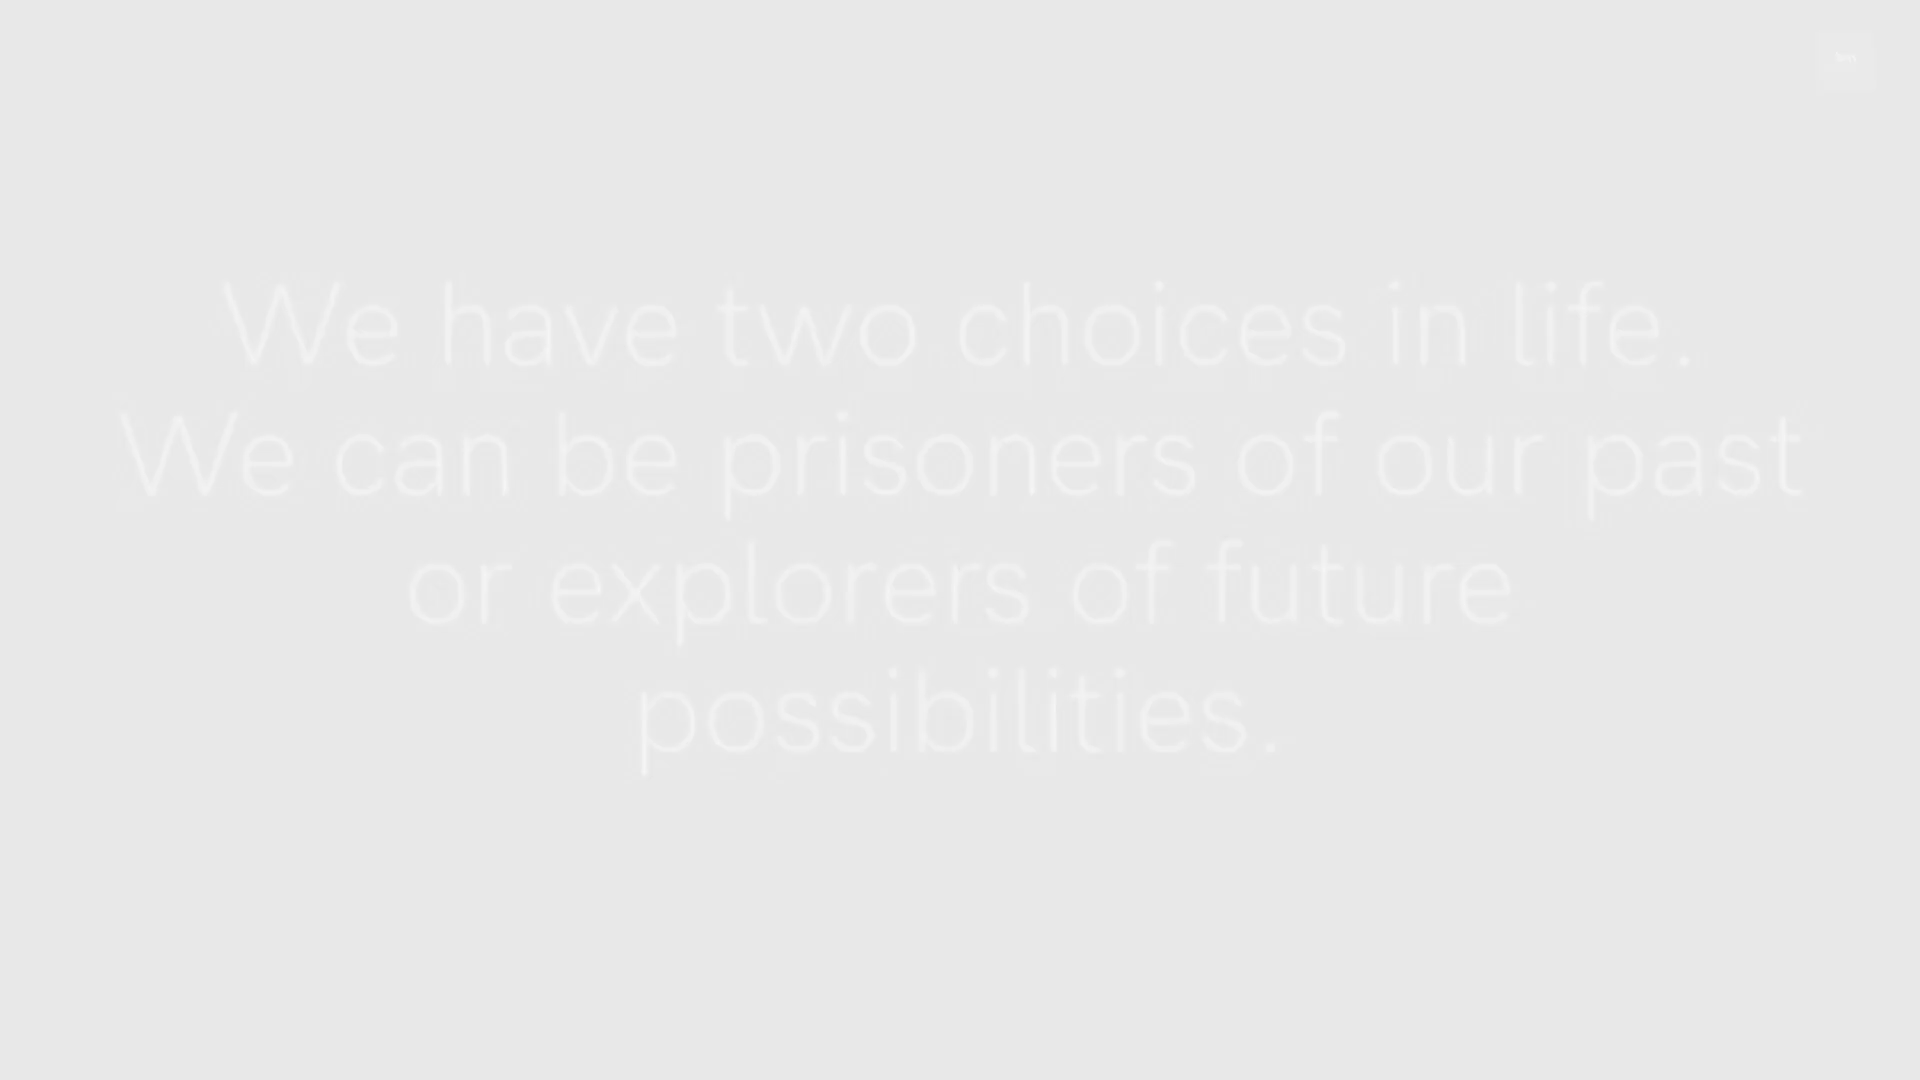 We have two choices in life.
We can be prisoners of our past
or explorers of future
possibilities.